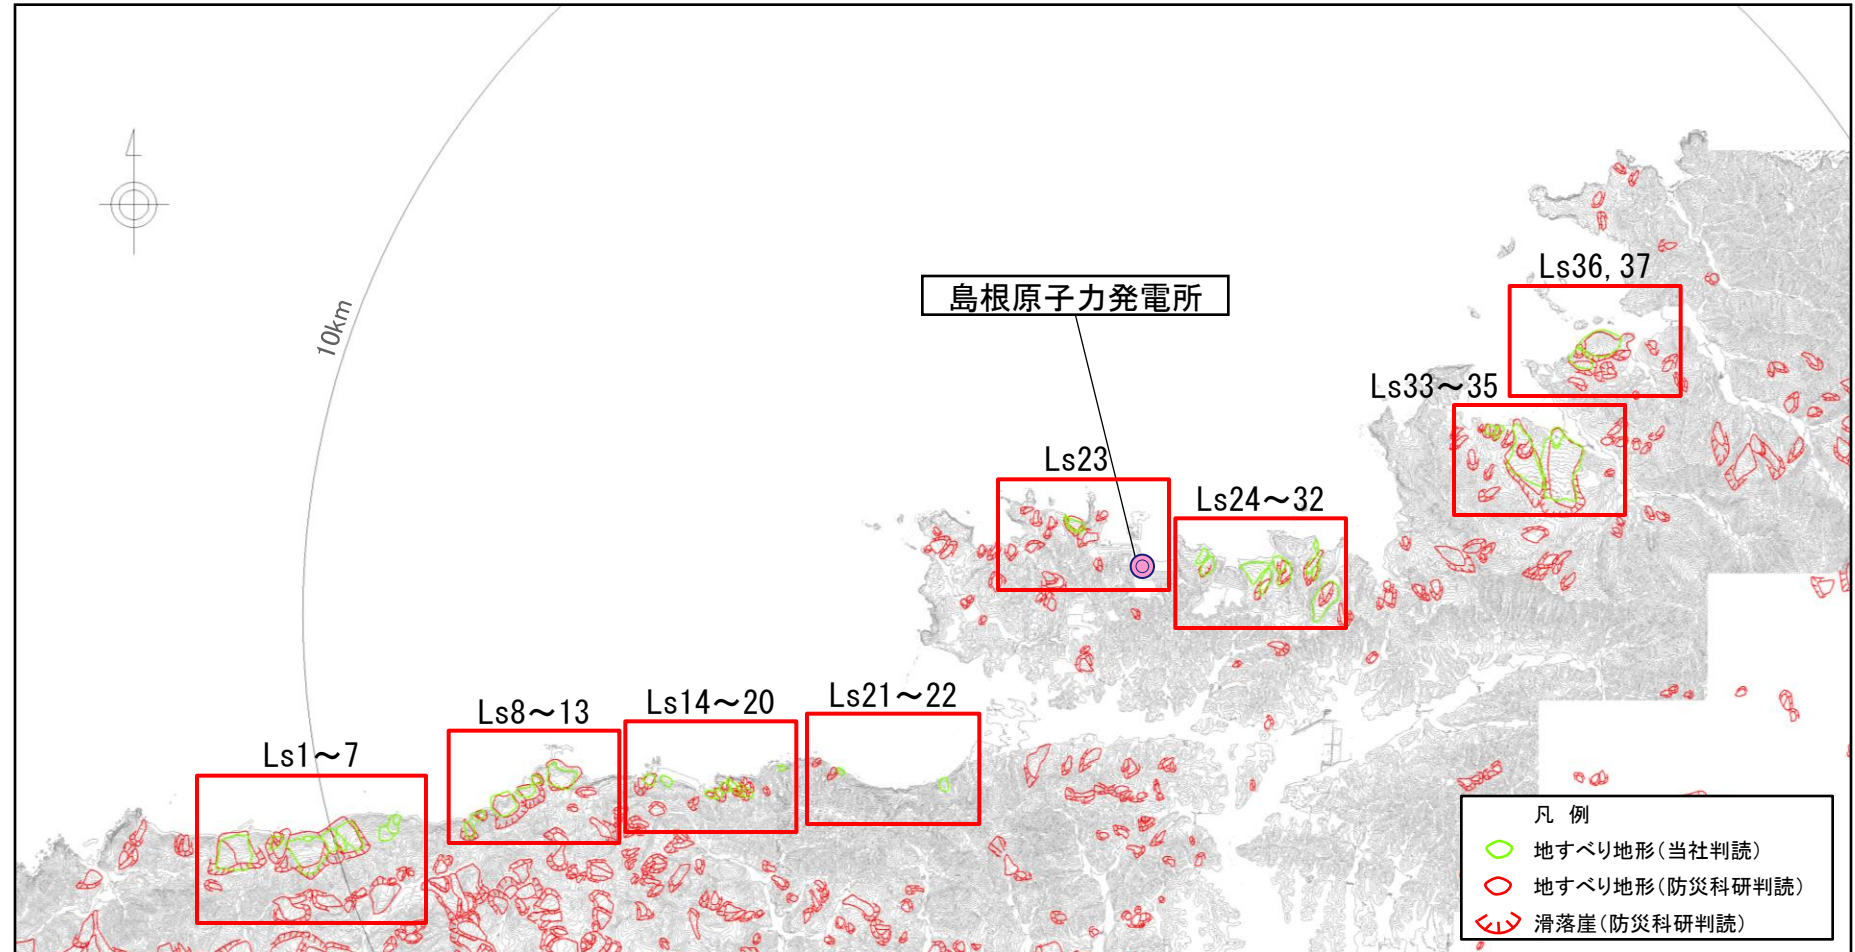 10km
島根原子力発電所
Ls36, 37
Ls33～35
Ls23
Ls24～32
Ls21～22
Ls14～20
Ls8～13
Ls1～7
凡 例
地すべり地形(当社判読)
地すべり地形(防災科研判読)
滑落崖(防災科研判読)